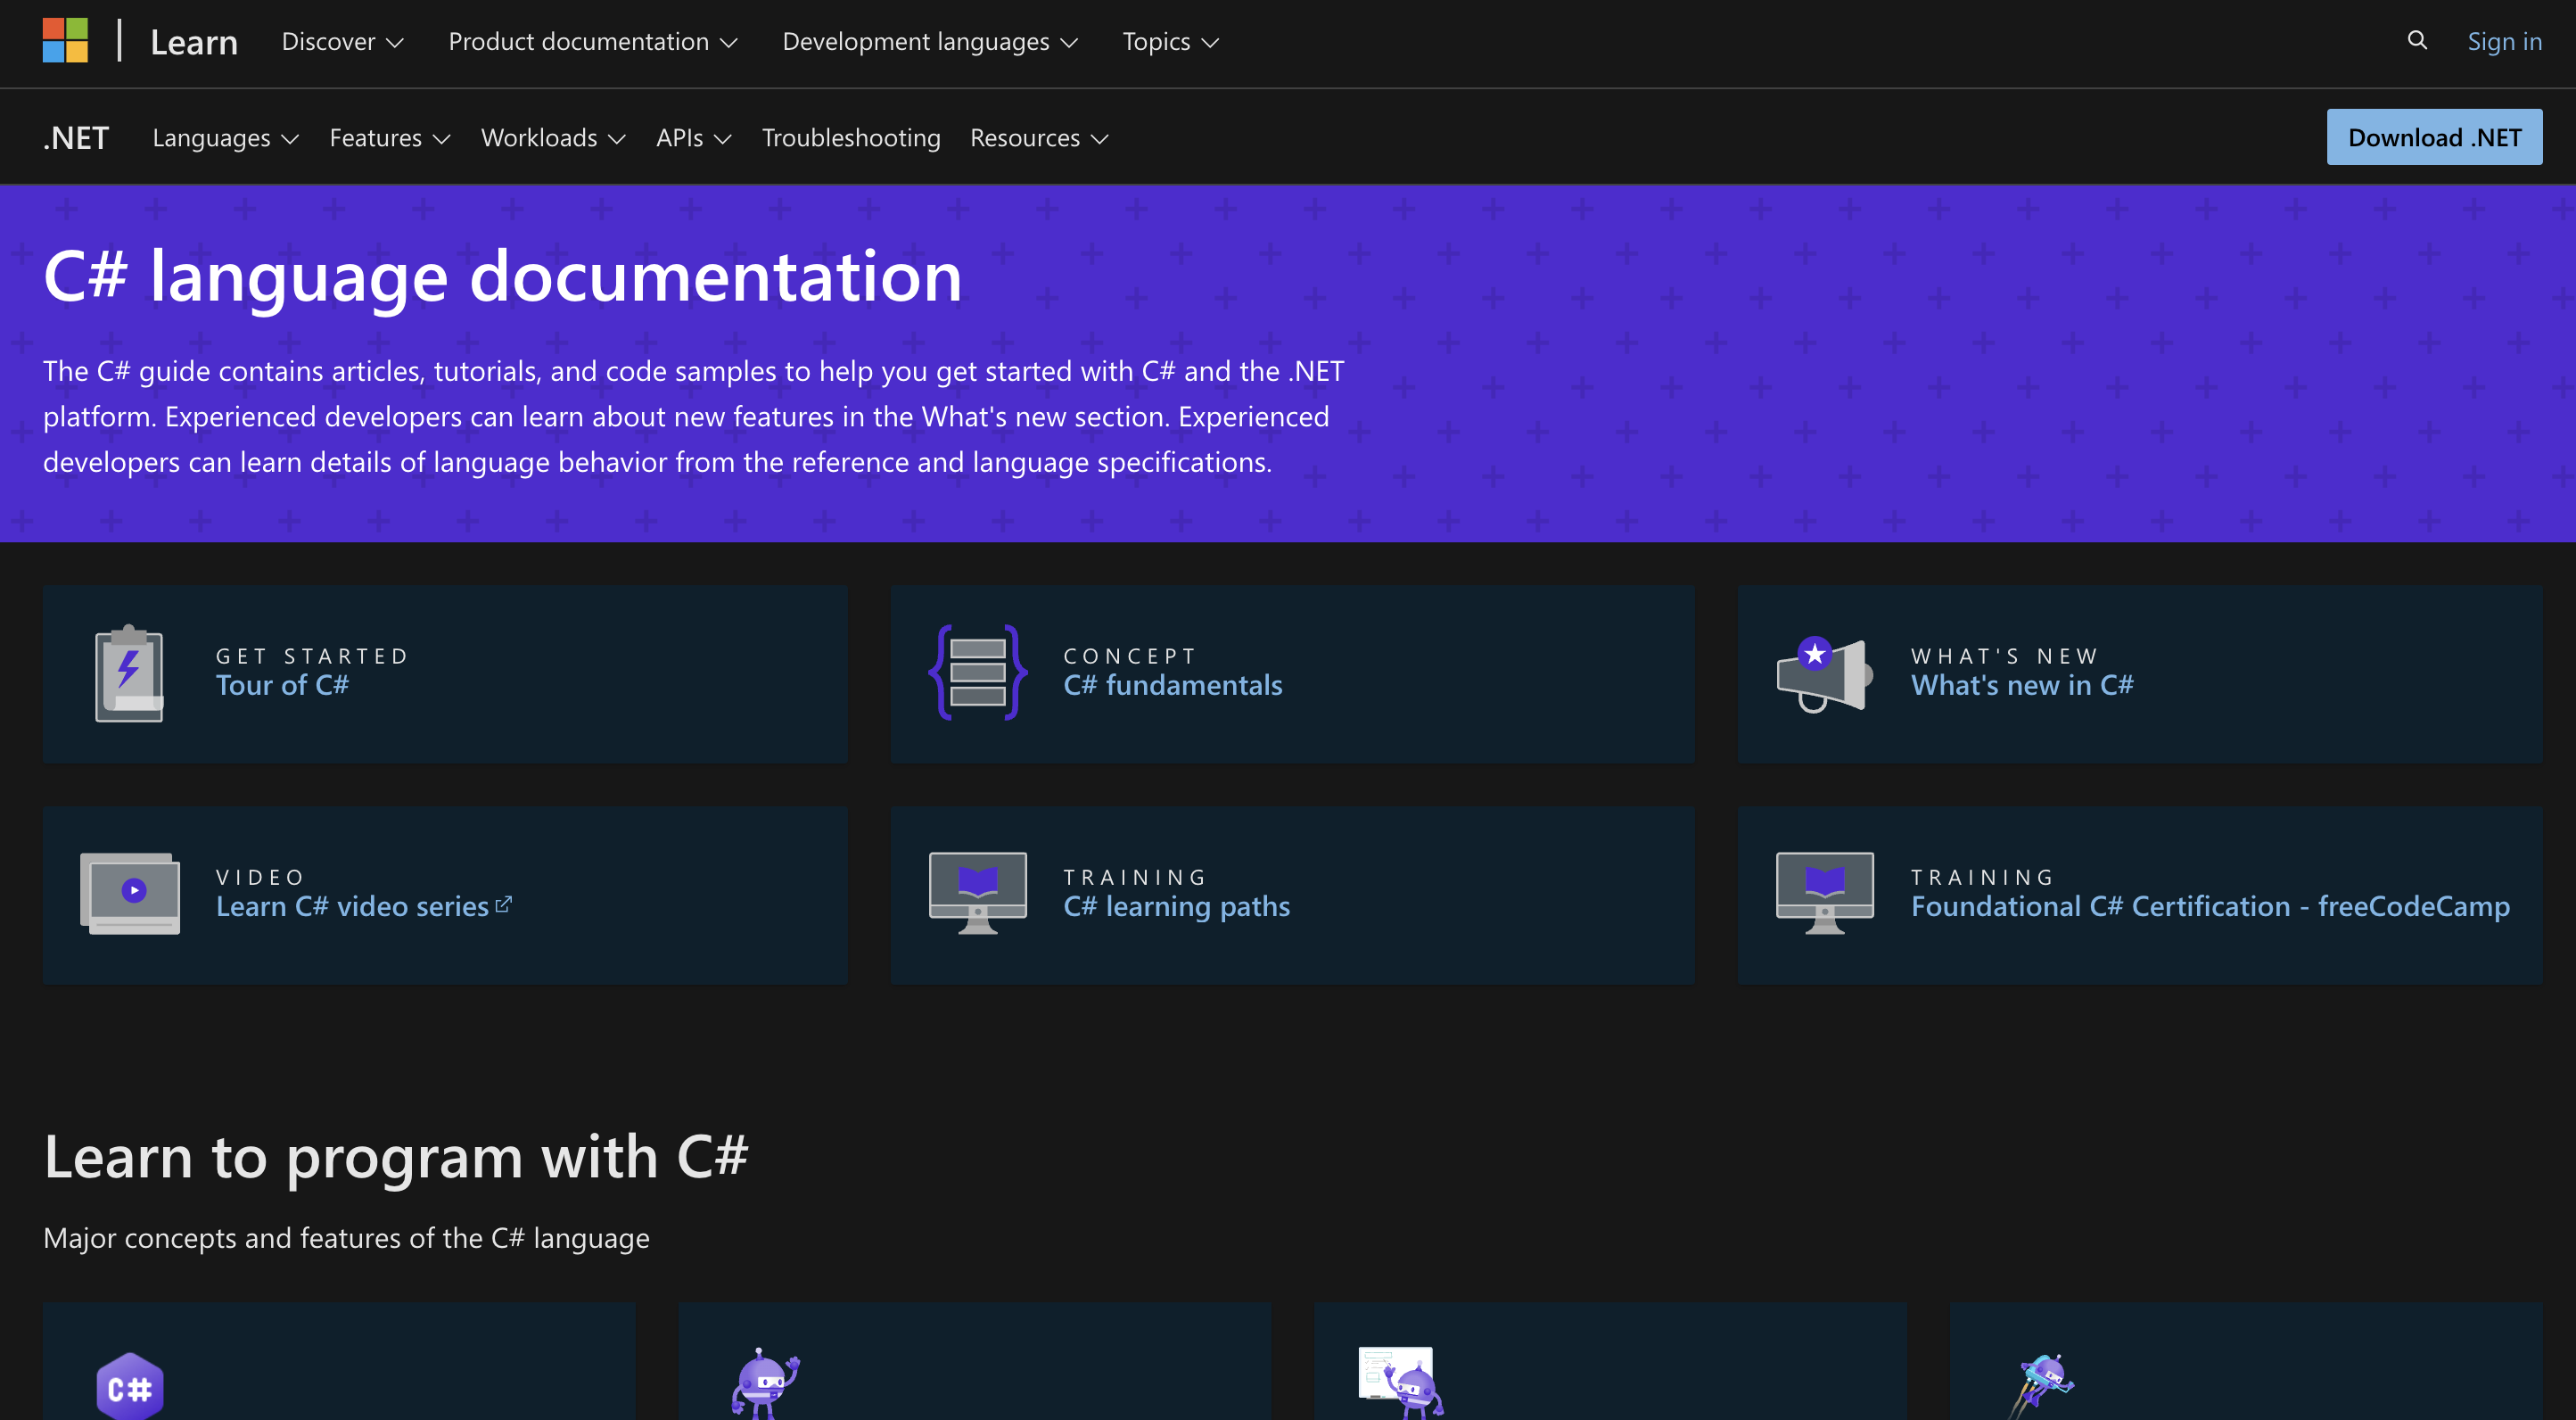 Learn Discover Product documentation Development languages Topics Sign in
.NET Languages Features Workloads APIs Troubleshooting Resources Download .NET
C# language documentation
The C# guide contains articles, tutorials, and code samples to help you get started with C# and the .NET
platform. Experienced developers can learn about new features in the What's new section. Experienced
developers can learn details of language behavior from the reference and language specifications.
GET STARTED
Tour of C#
CONCEPT
C# fundamentals
WHAT'S NEW
What's new in C#
VIDEO
Learn C# video series
TRAINING
C# learning paths
TRAINING
Foundational C# Certification - freeCodeCamp
Learn to program with C#
Major concepts and features of the C# language
C#